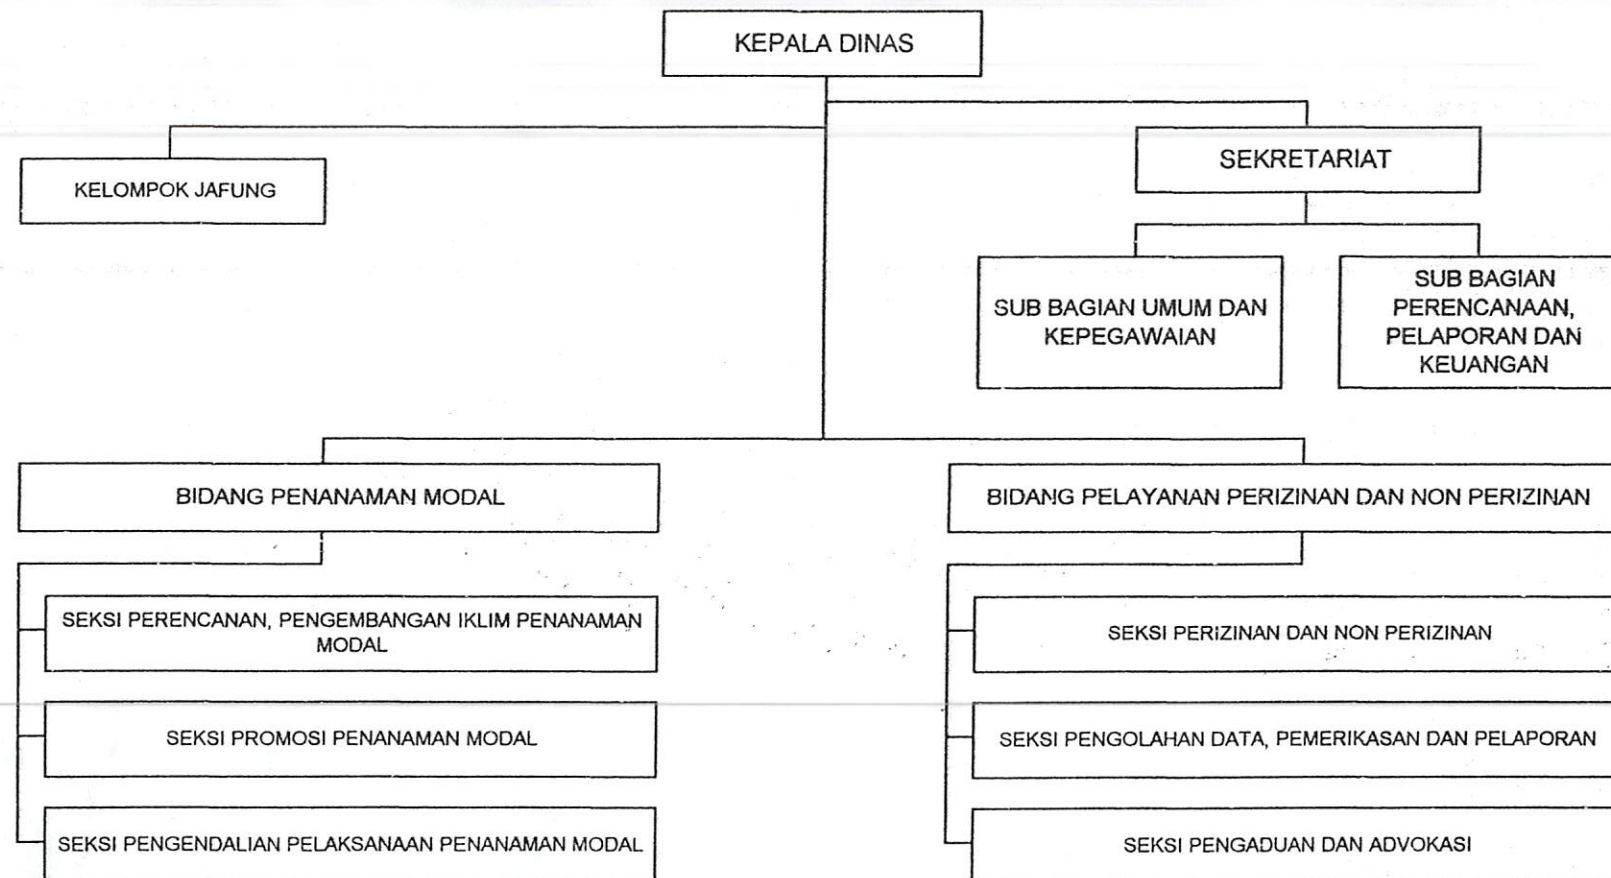 KEPALA DINAS
SEKRETARIAT
KELOMPOK JAFUNG
SUB BAGIAN UMUM DAN
KEPEGAWAIAN
SUB BAGIAN
PERENCANAAN,
PELAPORAN DAN
KEUANGAN
BIDANG PENANAMAN MODAL
BIDANG PELAYANAN PERIZINAN DAN NON PERIZINAN
SEKSI PERENCANAN, PENGEMBANGAN IKLIM PENANAMAN
MODAL
SEKSI PERIZINAN DAN NON PERIZINAN
SEKSI PROMOSI PENANAMAN MODAL
SEKSI PENGOLAHAN DATA, PEMERIKASAN DAN PELAPORAN
SEKSI PENGENDALIAN PELAKSANAAN PENANAMAN MODAL
SEKSI PENGADUAN DAN ADVOKASI